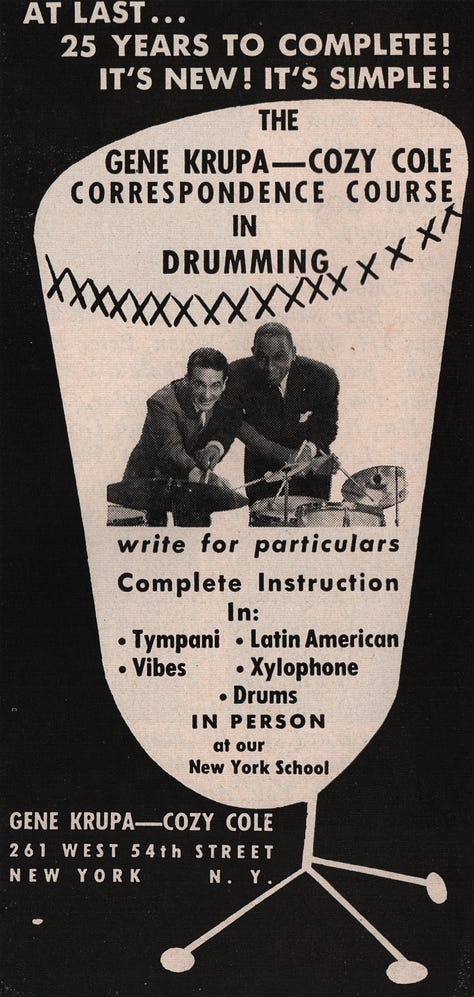 AT LAST...
25 YEARS TO COMPLETE!
IT'S NEW! IT'S SIMPLE!
THE
GENE KRUPA—COZY COLE
CORRESPONDENCE COURSE
IN
DRUMMING
write for particulars
Complete Instruction
In:
• Tympani • Latin American
• Vibes • Xylophone
• Drums
IN PERSON
at our
New York School
GENE KRUPA—COZY COLE
261 WEST 54th STREET
NEW YORK N. Y.